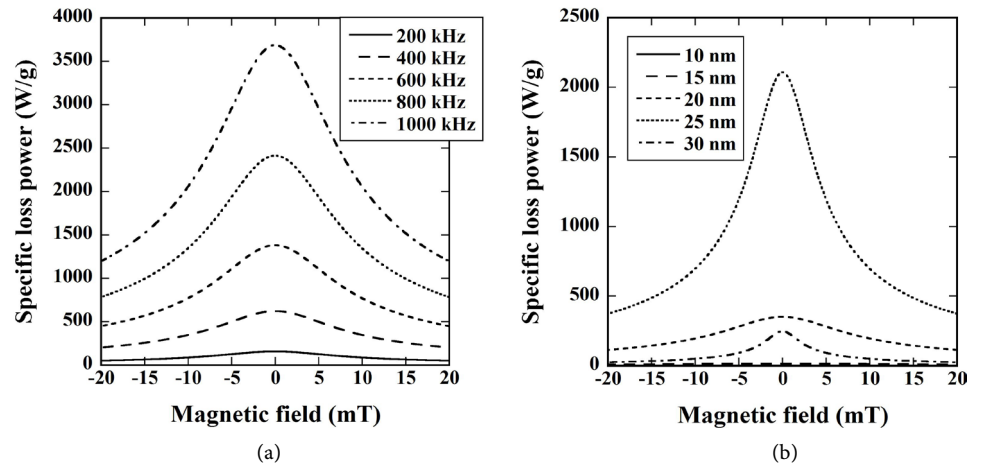 4000
3500
3000
2500
2000
1500
1000
500
0
Specific loss power (W/g)
200 kHz
400 kHz
600 kHz
800 kHz
1000 kHz
-20 -15 -10 -5 0 5 10 15 20
Magnetic field (mT)
(a)
2500
2000
1500
1000
500
0
Specific loss power (W/g)
10 nm
15 nm
20 nm
25 nm
30 nm
-20 -15 -10 -5 0 5 10 15 20
Magnetic field (mT)
(b)